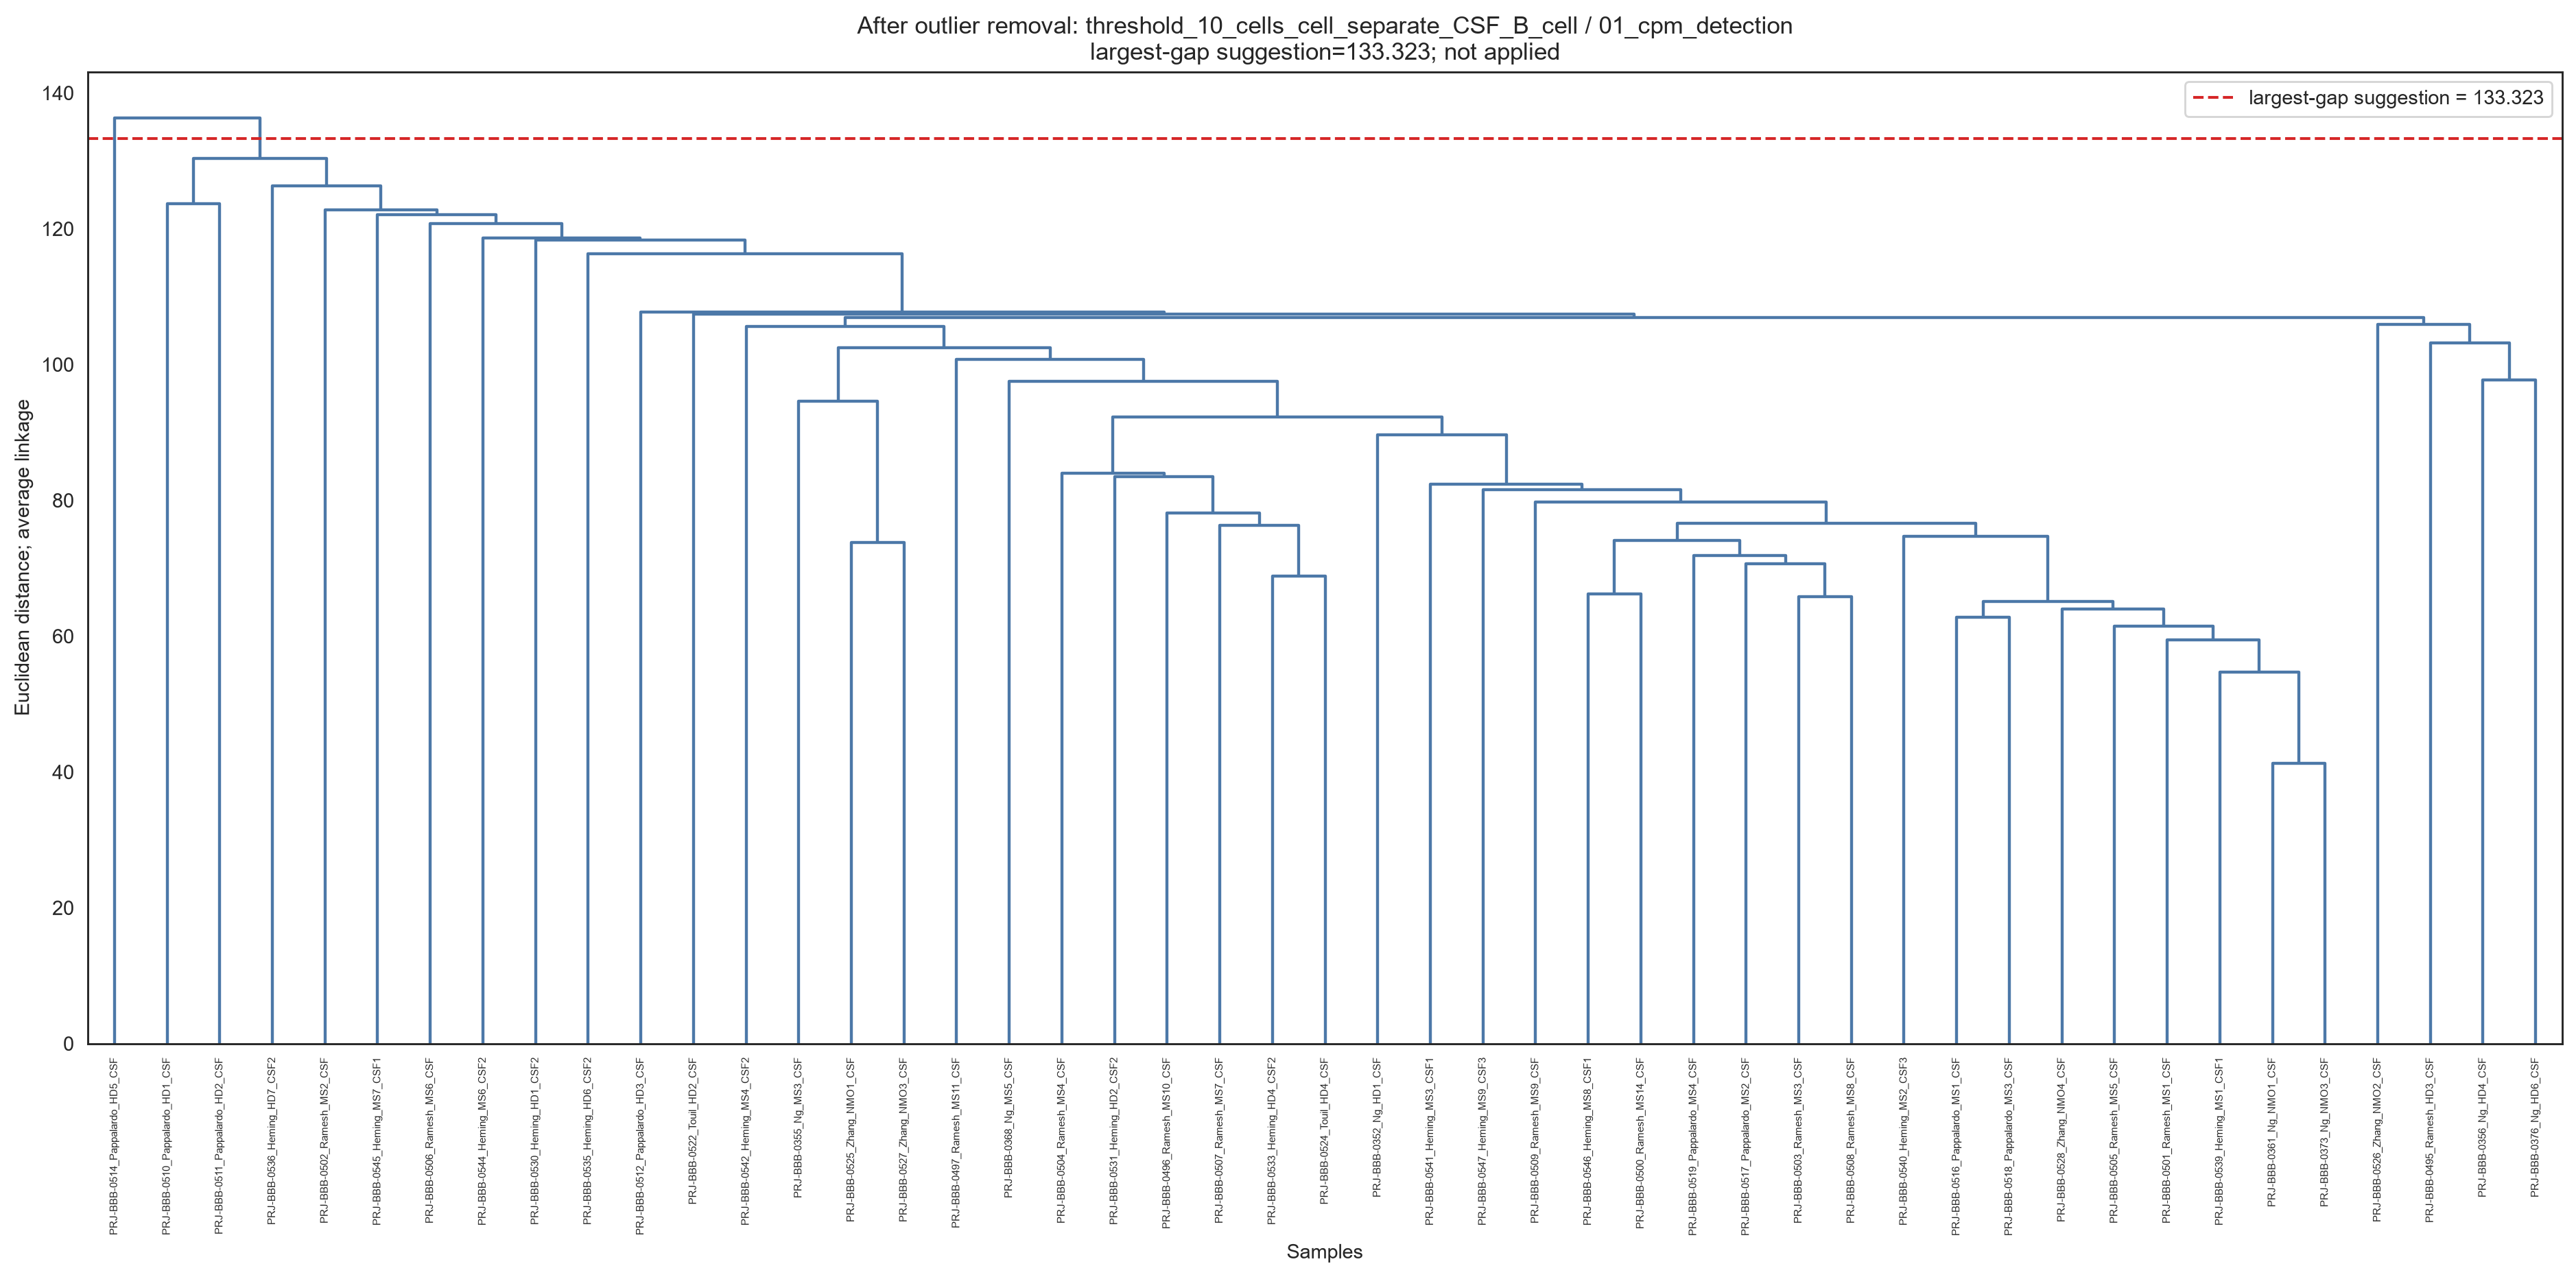 After outlier removal: threshold_10_cells_cell_separate_CSF_B_cell / 01_cpm_detection
largest-gap suggestion=133.323; not applied
largest-gap suggestion = 133.323
Euclidean distance; average linkage
140
120
100
80
60
40
20
0
PRJ-BBB-0514_Pappalardo_HD5_CSF
PRJ-BBB-0510_Pappalardo_HD1_CSF
PRJ-BBB-0511_Pappalardo_HD2_CSF
PRJ-BBB-0536_Heming_HD7_CSF2
PRJ-BBB-0502_Ramesh_MS2_CSF
PRJ-BBB-0545_Heming_MS7_CSF1
PRJ-BBB-0506_Ramesh_MS6_CSF
PRJ-BBB-0544_Heming_MS6_CSF2
PRJ-BBB-0530_Heming_HD1_CSF2
PRJ-BBB-0535_Heming_HD6_CSF2
PRJ-BBB-0512_Pappalardo_HD3_CSF
PRJ-BBB-0522_Touil_HD2_CSF
PRJ-BBB-0542_Heming_MS4_CSF2
PRJ-BBB-0355_Ng_MS3_CSF
PRJ-BBB-0525_Zhang_NMO1_CSF
PRJ-BBB-0527_Zhang_NMO3_CSF
PRJ-BBB-0497_Ramesh_MS11_CSF
PRJ-BBB-0368_Ng_MS5_CSF
PRJ-BBB-0504_Ramesh_MS4_CSF
PRJ-BBB-0531_Heming_HD2_CSF2
PRJ-BBB-0496_Ramesh_MS10_CSF
PRJ-BBB-0507_Ramesh_MS7_CSF
PRJ-BBB-0533_Heming_HD4_CSF2
PRJ-BBB-0524_Touil_HD4_CSF
PRJ-BBB-0352_Ng_HD1_CSF
PRJ-BBB-0541_Heming_MS3_CSF1
PRJ-BBB-0547_Heming_MS9_CSF3
PRJ-BBB-0509_Ramesh_MS9_CSF
PRJ-BBB-0546_Heming_MS8_CSF1
PRJ-BBB-0500_Ramesh_MS14_CSF
PRJ-BBB-0519_Pappalardo_MS4_CSF
PRJ-BBB-0517_Pappalardo_MS2_CSF
PRJ-BBB-0503_Ramesh_MS3_CSF
PRJ-BBB-0508_Ramesh_MS8_CSF
PRJ-BBB-0540_Heming_MS2_CSF3
PRJ-BBB-0516_Pappalardo_MS1_CSF
PRJ-BBB-0518_Pappalardo_MS3_CSF
PRJ-BBB-0528_Zhang_NMO4_CSF
PRJ-BBB-0505_Ramesh_MS5_CSF
PRJ-BBB-0501_Ramesh_MS1_CSF
PRJ-BBB-0539_Heming_MS1_CSF1
PRJ-BBB-0361_Ng_NMO1_CSF
PRJ-BBB-0373_Ng_NMO3_CSF
PRJ-BBB-0526_Zhang_NMO2_CSF
PRJ-BBB-0495_Ramesh_HD3_CSF
PRJ-BBB-0356_Ng_HD4_CSF
PRJ-BBB-0376_Ng_HD6_CSF
Samples